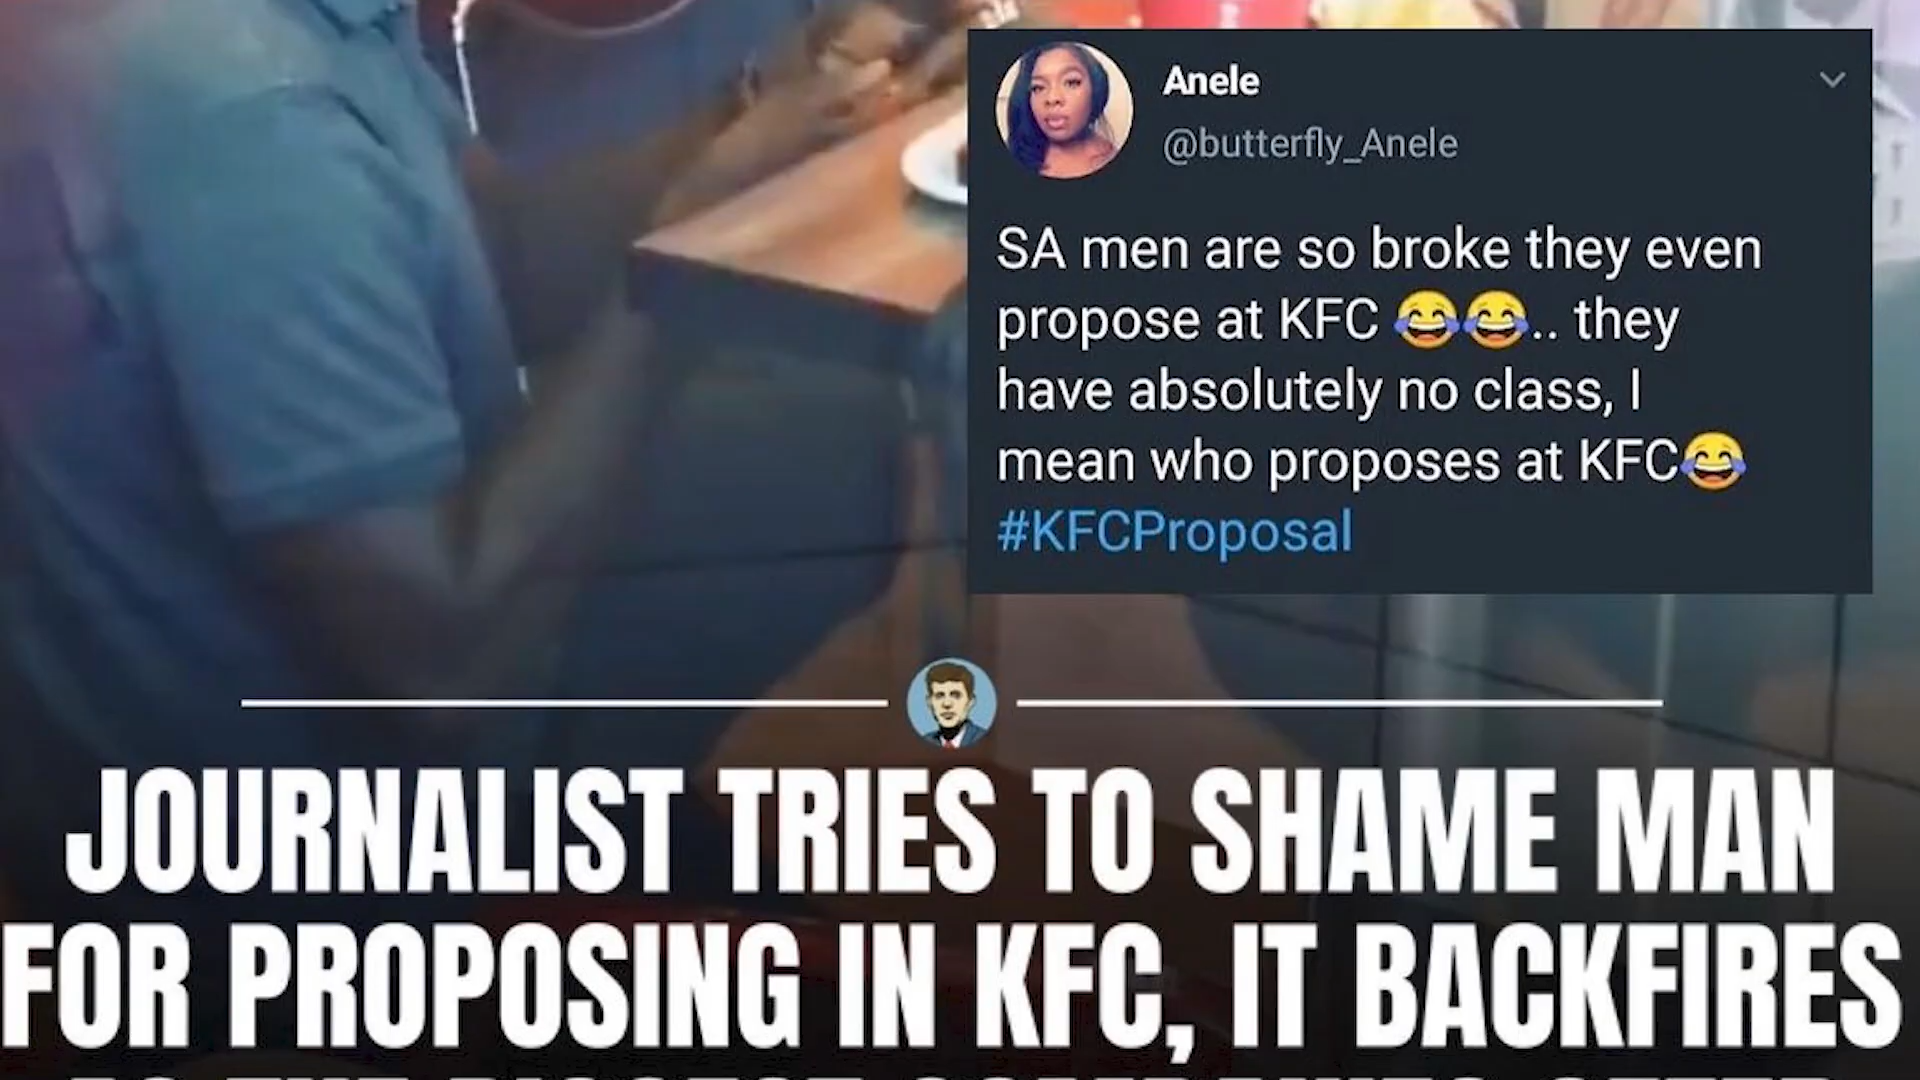 Anele
@butterfly_Anele
SA men are so broke they even
propose at KFC 😂😂.. they
have absolutely no class, I
mean who proposes at KFC😂
#KFCProposal
JOURNALIST TRIES TO SHAME MAN
FOR PROPOSING IN KFC, IT BACKFIRES